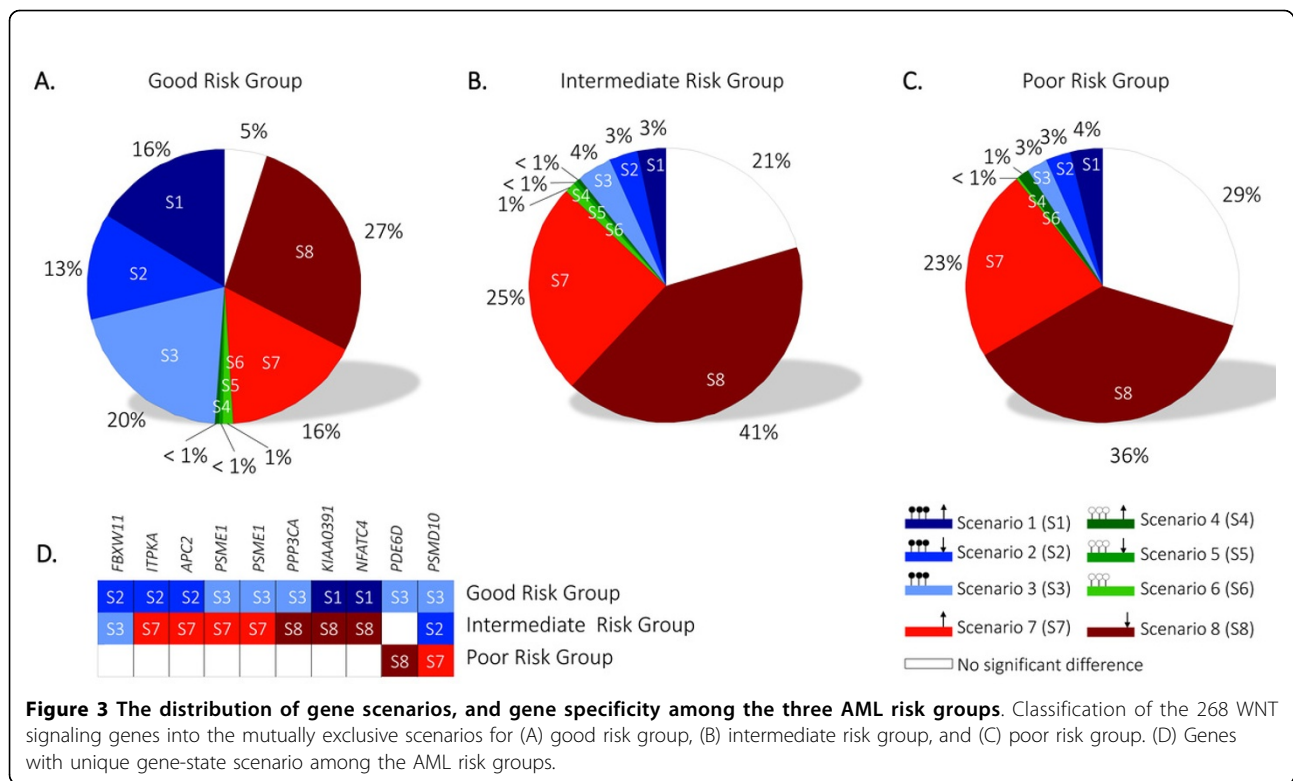 A.
Good Risk Group
5%
27%
16%
1%
< 1%
< 1%
20%
13%
16%
S1
S2
S3
S4
S5
S6
S7
S8
B.
Intermediate Risk Group
21%
41%
25%
1%
< 1%
< 1%
4%
3%
3%
S1
S2
S3
S4
S5
S6
S7
S8
C.
Poor Risk Group
29%
36%
23%
< 1%
1%
3%
3%
4%
S1
S2
S3
S4
S6
S7
S8
D.
FBXW11 ITPKA APC2 PSME1 PSME1 PPP3CA KIAA0391 NFATC4 PDE6D PSMD10
S2 S2 S2 S3 S3 S3 S1 S1 S3 S3 Good Risk Group
S3 S7 S7 S7 S7 S8 S8 S8 S2 Intermediate Risk Group
S8 S7 Poor Risk Group
Scenario 1 (S1)
Scenario 2 (S2)
Scenario 3 (S3)
Scenario 7 (S7)
Scenario 4 (S4)
Scenario 5 (S5)
Scenario 6 (S6)
Scenario 8 (S8)
No significant difference
Figure 3 The distribution of gene scenarios, and gene specificity among the three AML risk groups. Classification of the 268 WNT
signaling genes into the mutually exclusive scenarios for (A) good risk group, (B) intermediate risk group, and (C) poor risk group. (D) Genes
with unique gene-state scenario among the AML risk groups.